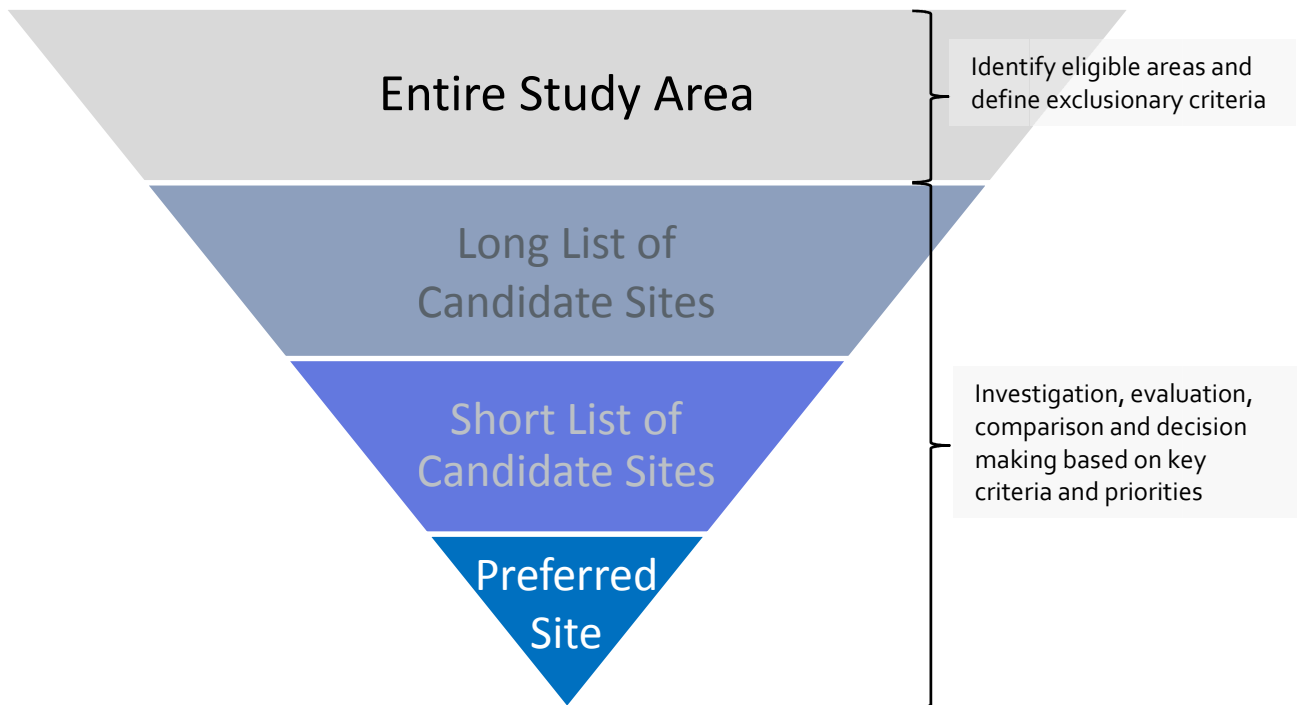 Entire Study Area
Identify eligible areas and
define exclusionary criteria
Long List of
Candidate Sites
Short List of
Candidate Sites
Investigation, evaluation,
comparison and decision
making based on key
criteria and priorities
Preferred
Site